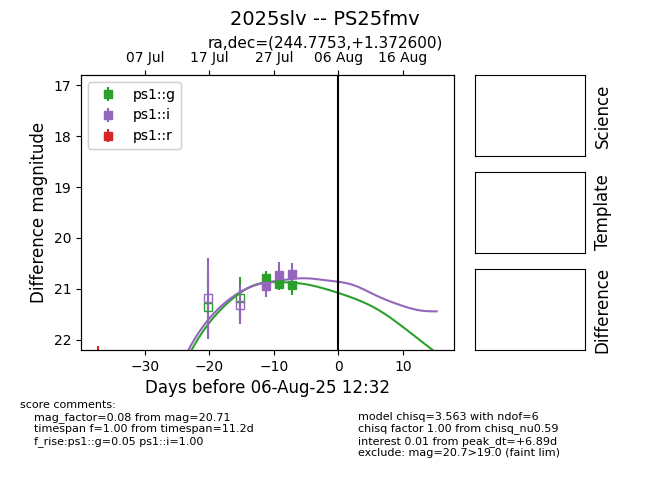 2025slv -- PS25fmv
ra,dec=(244.7753,+1.372600)
07 Jul 17 Jul 27 Jul 06 Aug 16 Aug
ps1::g
ps1::i
ps1::r
17
18
19
20
21
22
Difference magnitude
−30 −20 −10 0 10
Days before 06-Aug-25 12:32
Science
Template
Difference
score comments:
mag_factor=0.08 from mag=20.71
timespan f=1.00 from timespan=11.2d
f_rise:ps1::g=0.05 ps1::i=1.00
model chisq=3.563 with ndof=6
chisq factor 1.00 from chisq_nu0.59
interest 0.01 from peak_dt=+6.89d
exclude: mag=20.7>19.0 (faint lim)